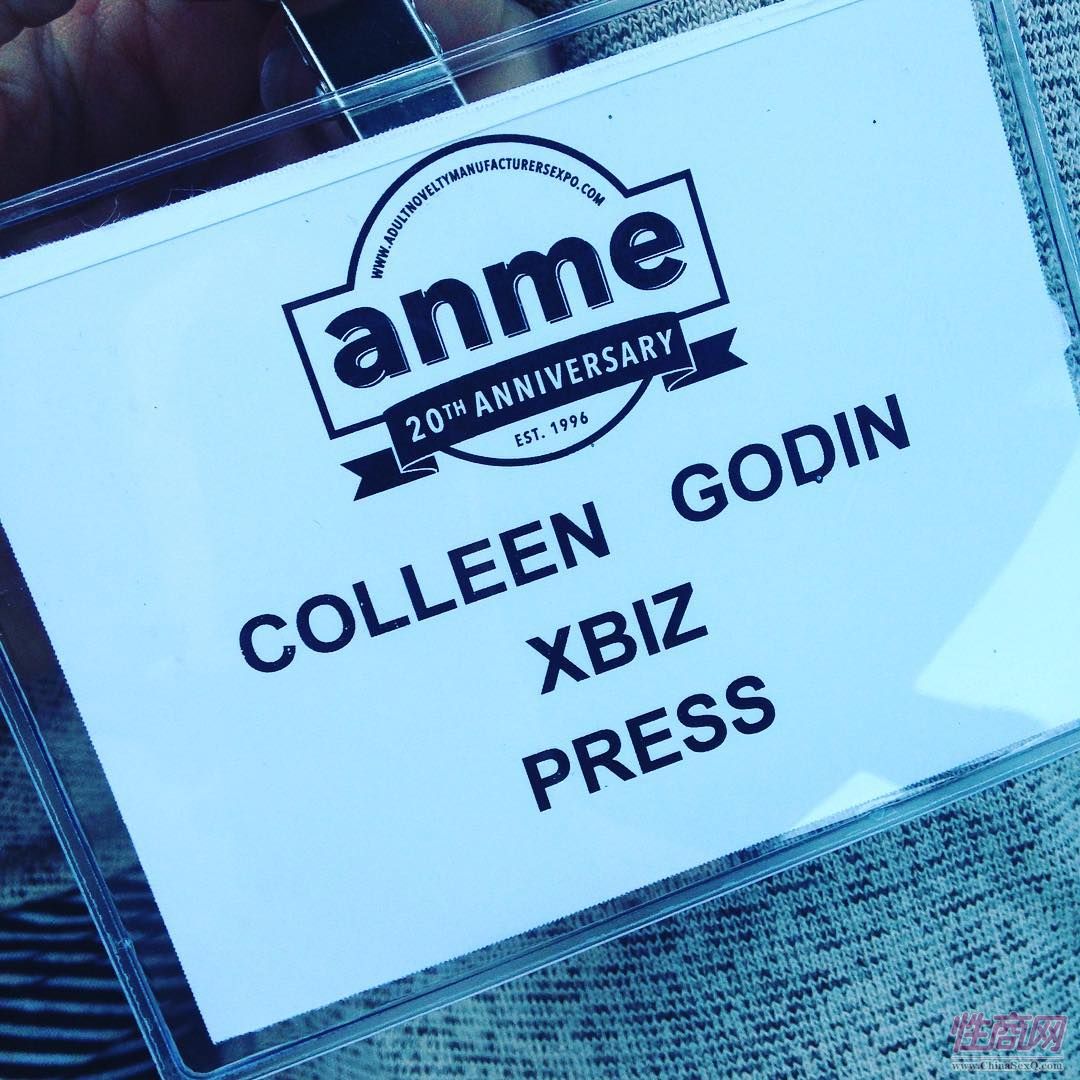 WWW.ADULTNOVELTYMANUFACTURERSEXPO.COM
anme
20TH ANNIVERSARY
EST. 1996
COLLEEN GODIN
XBIZ
PRESS
性商网
www.ChinaSexQ.com